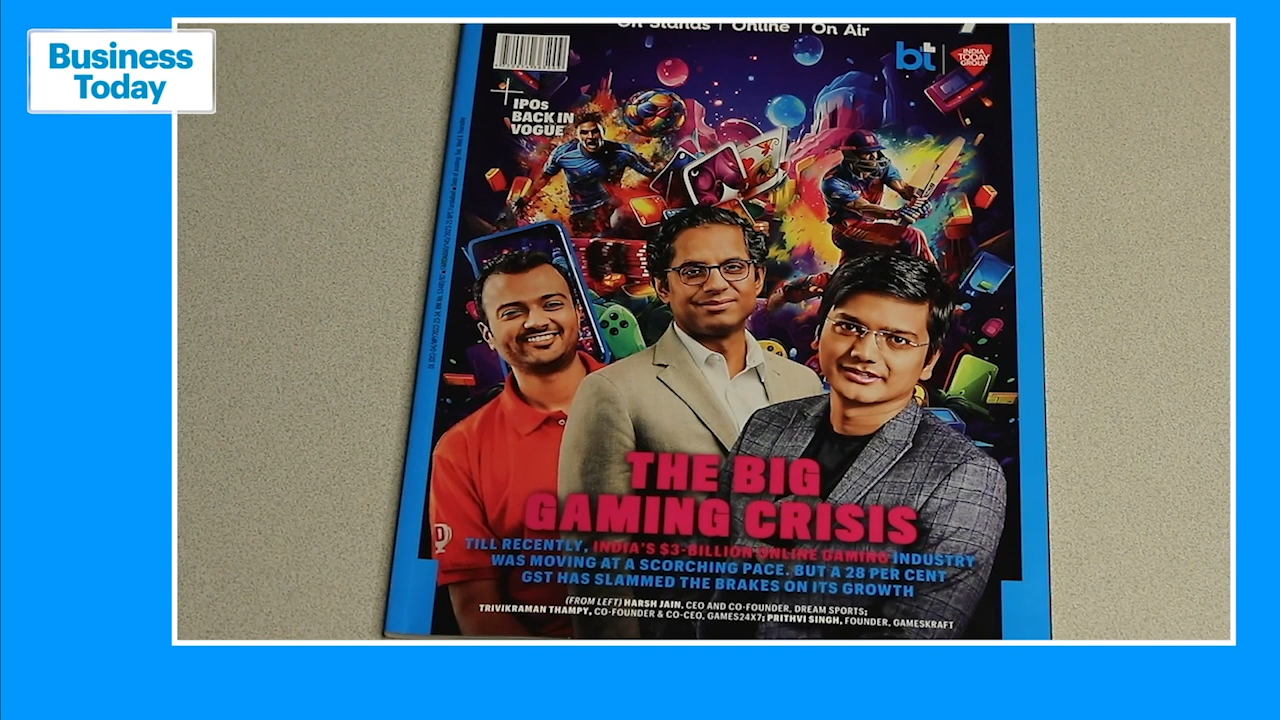 Business
Today
On Stands | Online | On Air
bt
INDIA
TODAY
GROUP
IPOs
BACK IN
VOGUE
THE BIG
GAMING CRISIS
TILL RECENTLY, INDIA'S $3-BILLION ONLINE GAMING INDUSTRY
WAS MOVING AT A SCORCHING PACE. BUT A 28 PER CENT
GST HAS SLAMMED THE BRAKES ON ITS GROWTH
(FROM LEFT) HARSH JAIN, CEO AND CO-FOUNDER, DREAM SPORTS;
TRIVIKRAMAN THAMPY, CO-FOUNDER & CO-CEO, GAMES24X7; PRITHVI SINGH, FOUNDER, GAMESKRAFT